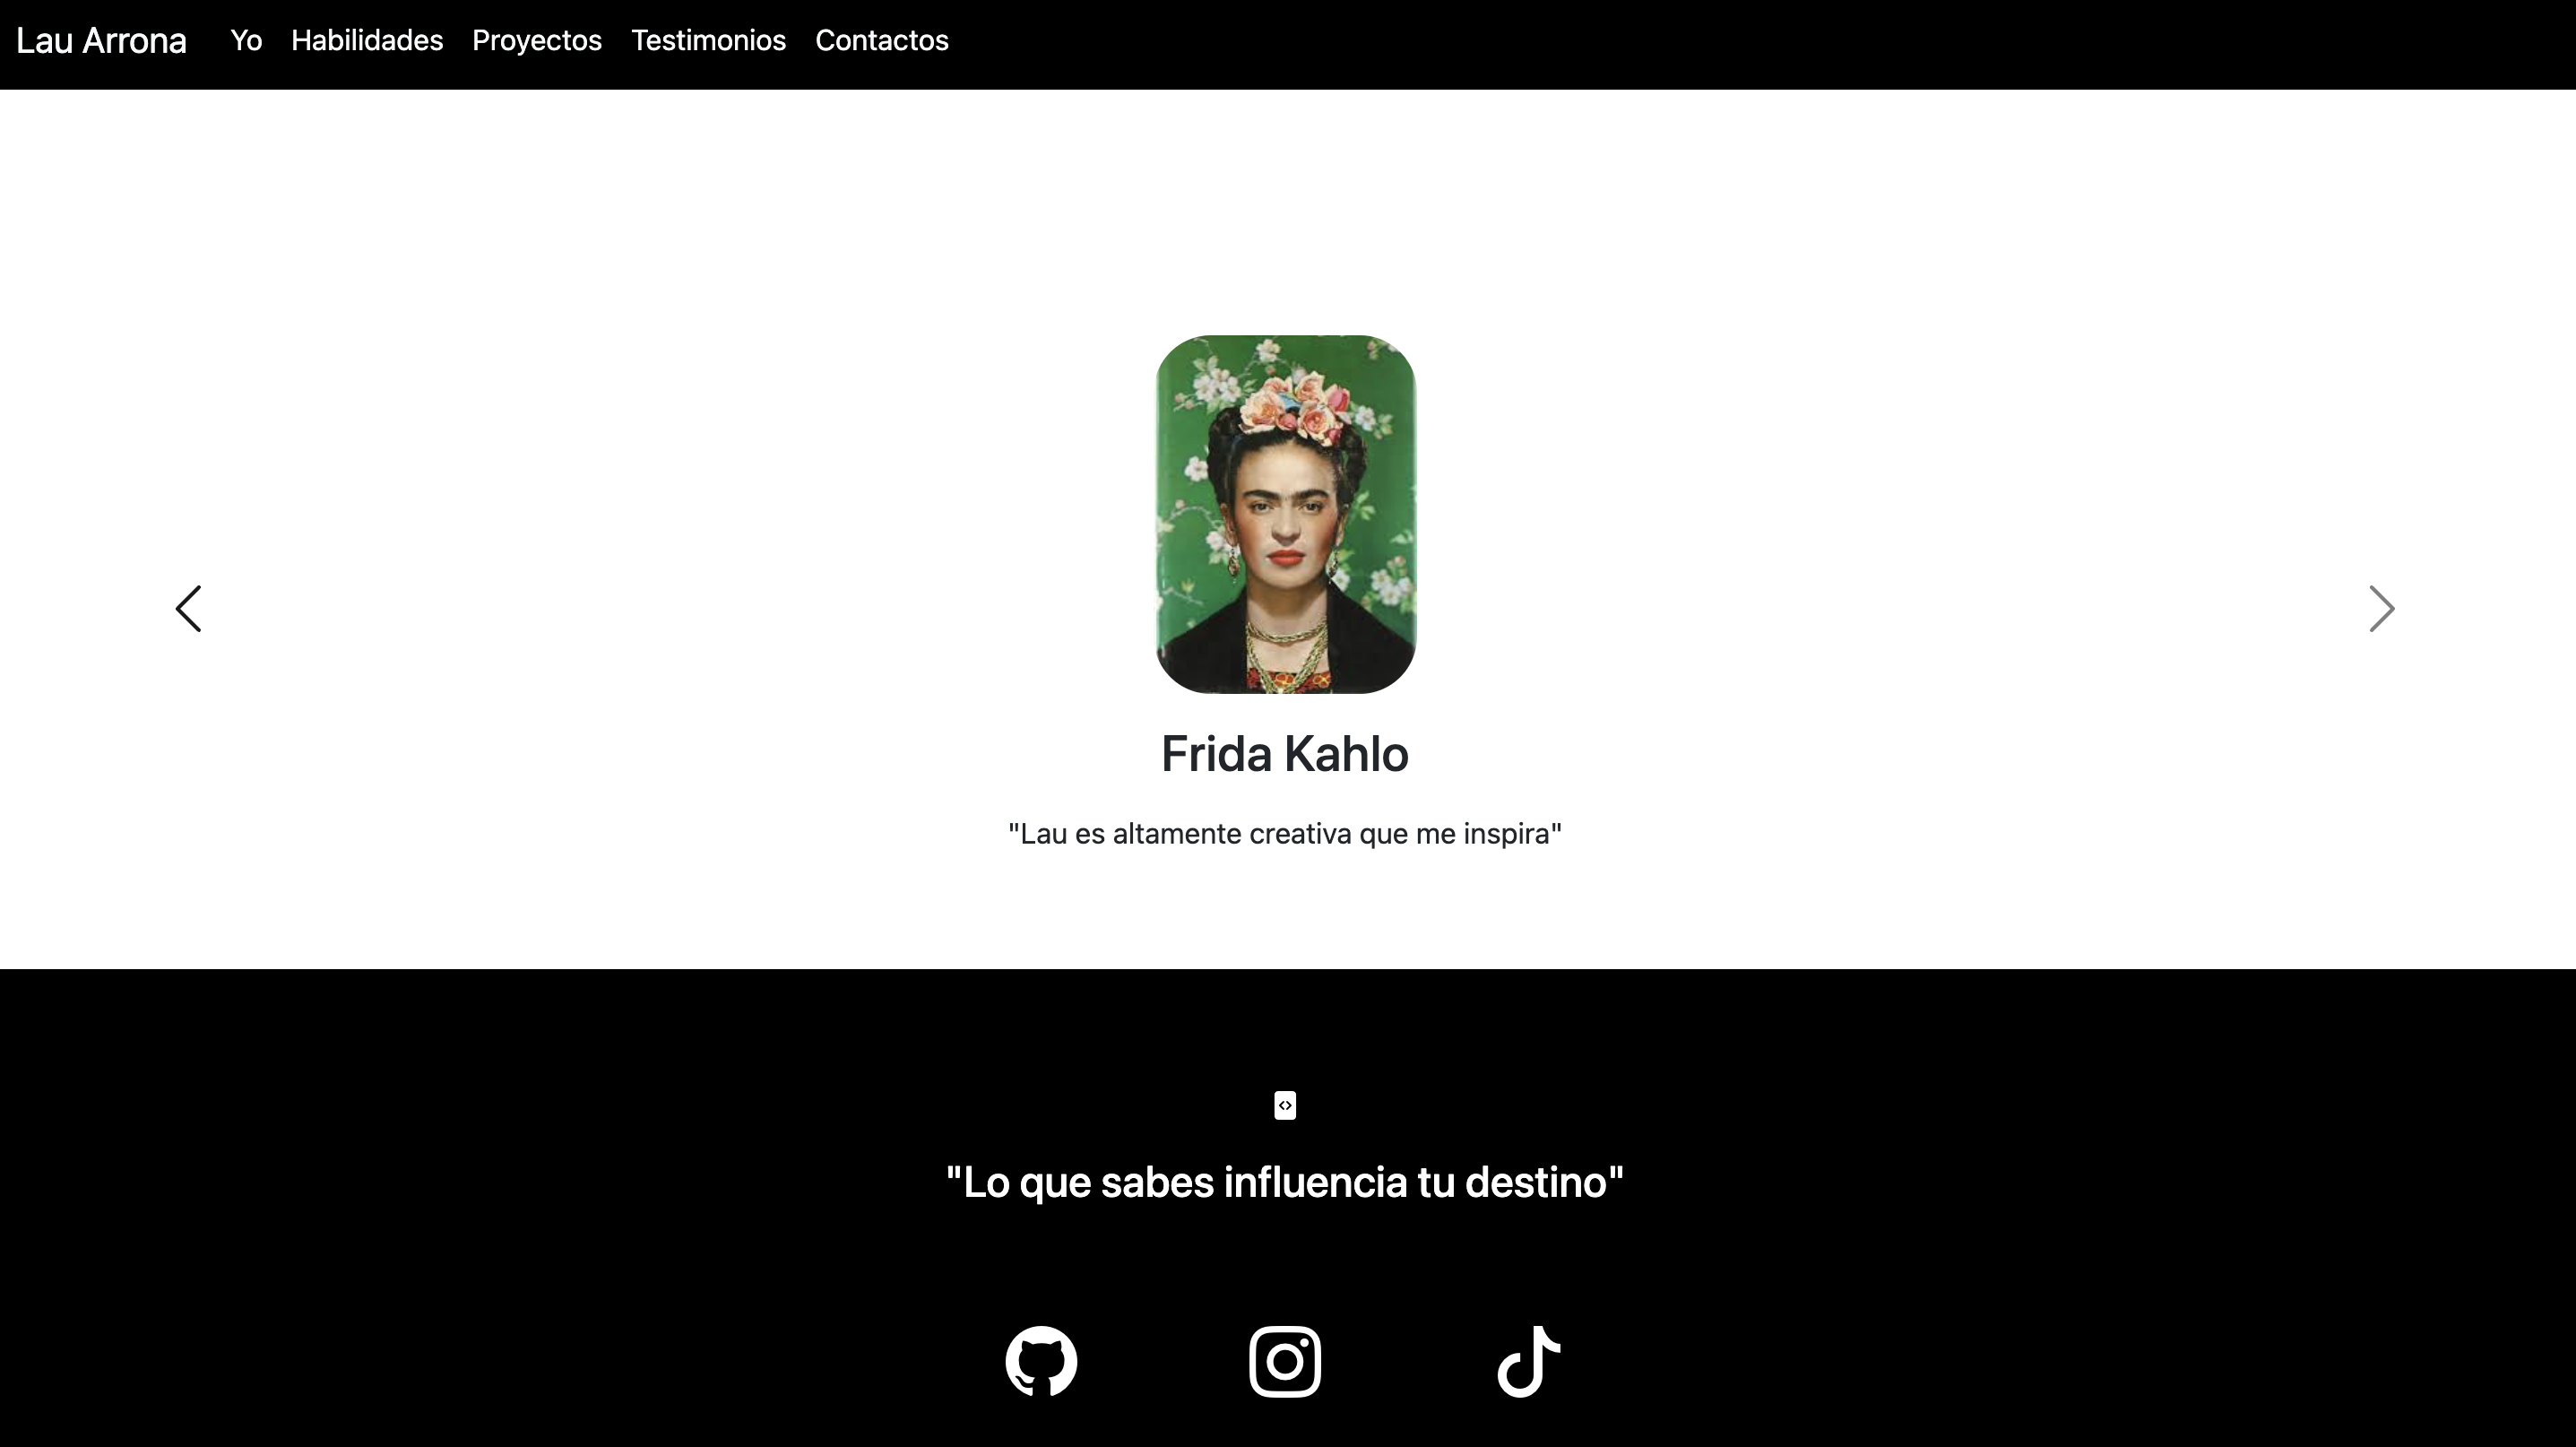 Lau Arrona Yo Habilidades Proyectos Testimonios Contactos
Frida Kahlo
"Lau es altamente creativa que me inspira"
"Lo que sabes influencia tu destino"